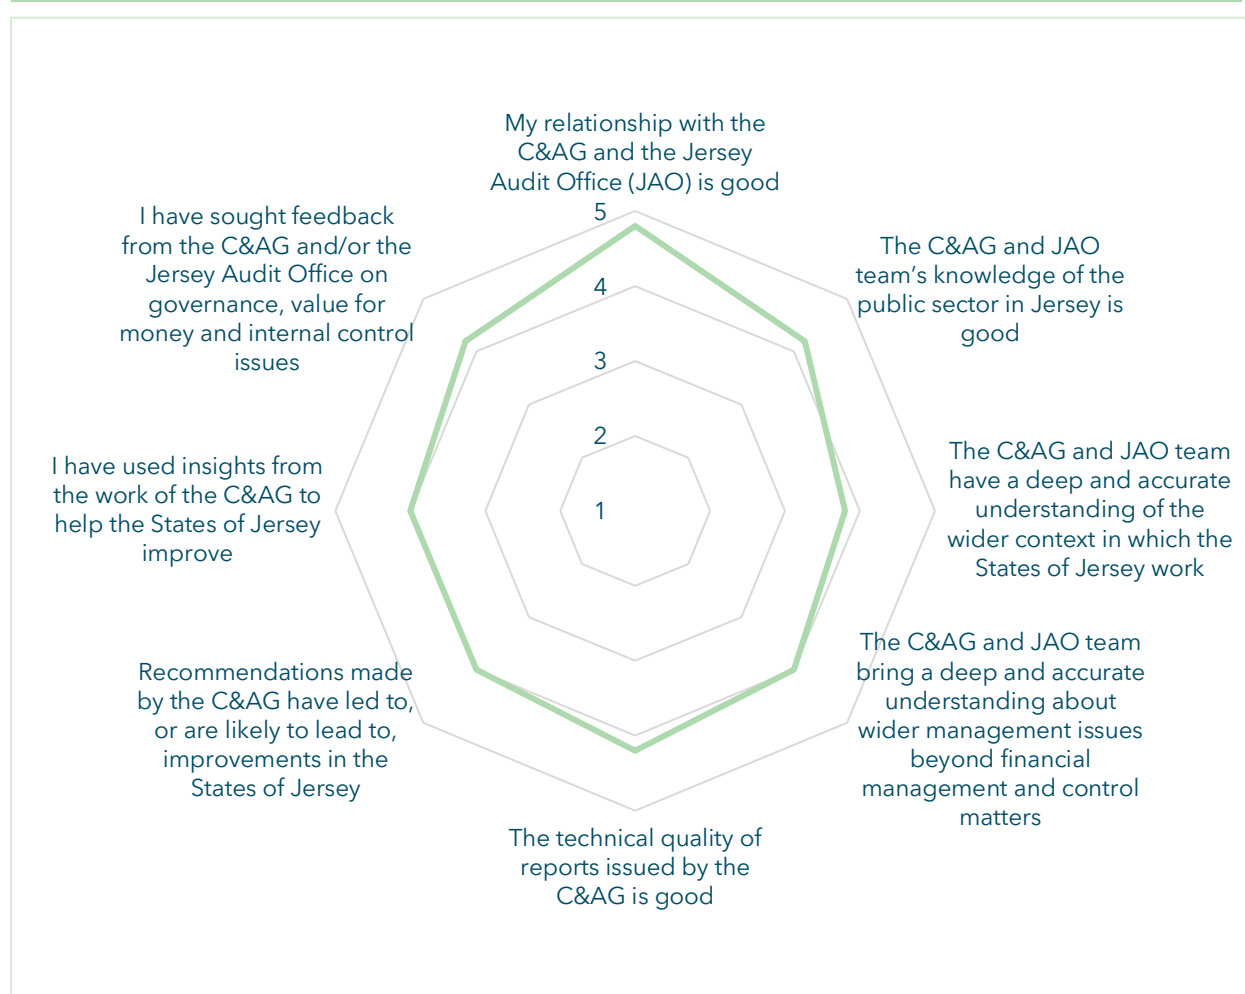 My relationship with the
C&AG and the Jersey
Audit Office (JAO) is good
The C&AG and JAO
team’s knowledge of the
public sector in Jersey is
good
The C&AG and JAO team
have a deep and accurate
understanding of the
wider context in which the
States of Jersey work
The C&AG and JAO team
bring a deep and accurate
understanding about
wider management issues
beyond financial
management and control
matters
The technical quality of
reports issued by the
C&AG is good
Recommendations made
by the C&AG have led to,
or are likely to lead to,
improvements in the
States of Jersey
I have used insights from
the work of the C&AG to
help the States of Jersey
improve
I have sought feedback
from the C&AG and/or the
Jersey Audit Office on
governance, value for
money and internal control
issues
5
4
3
2
1